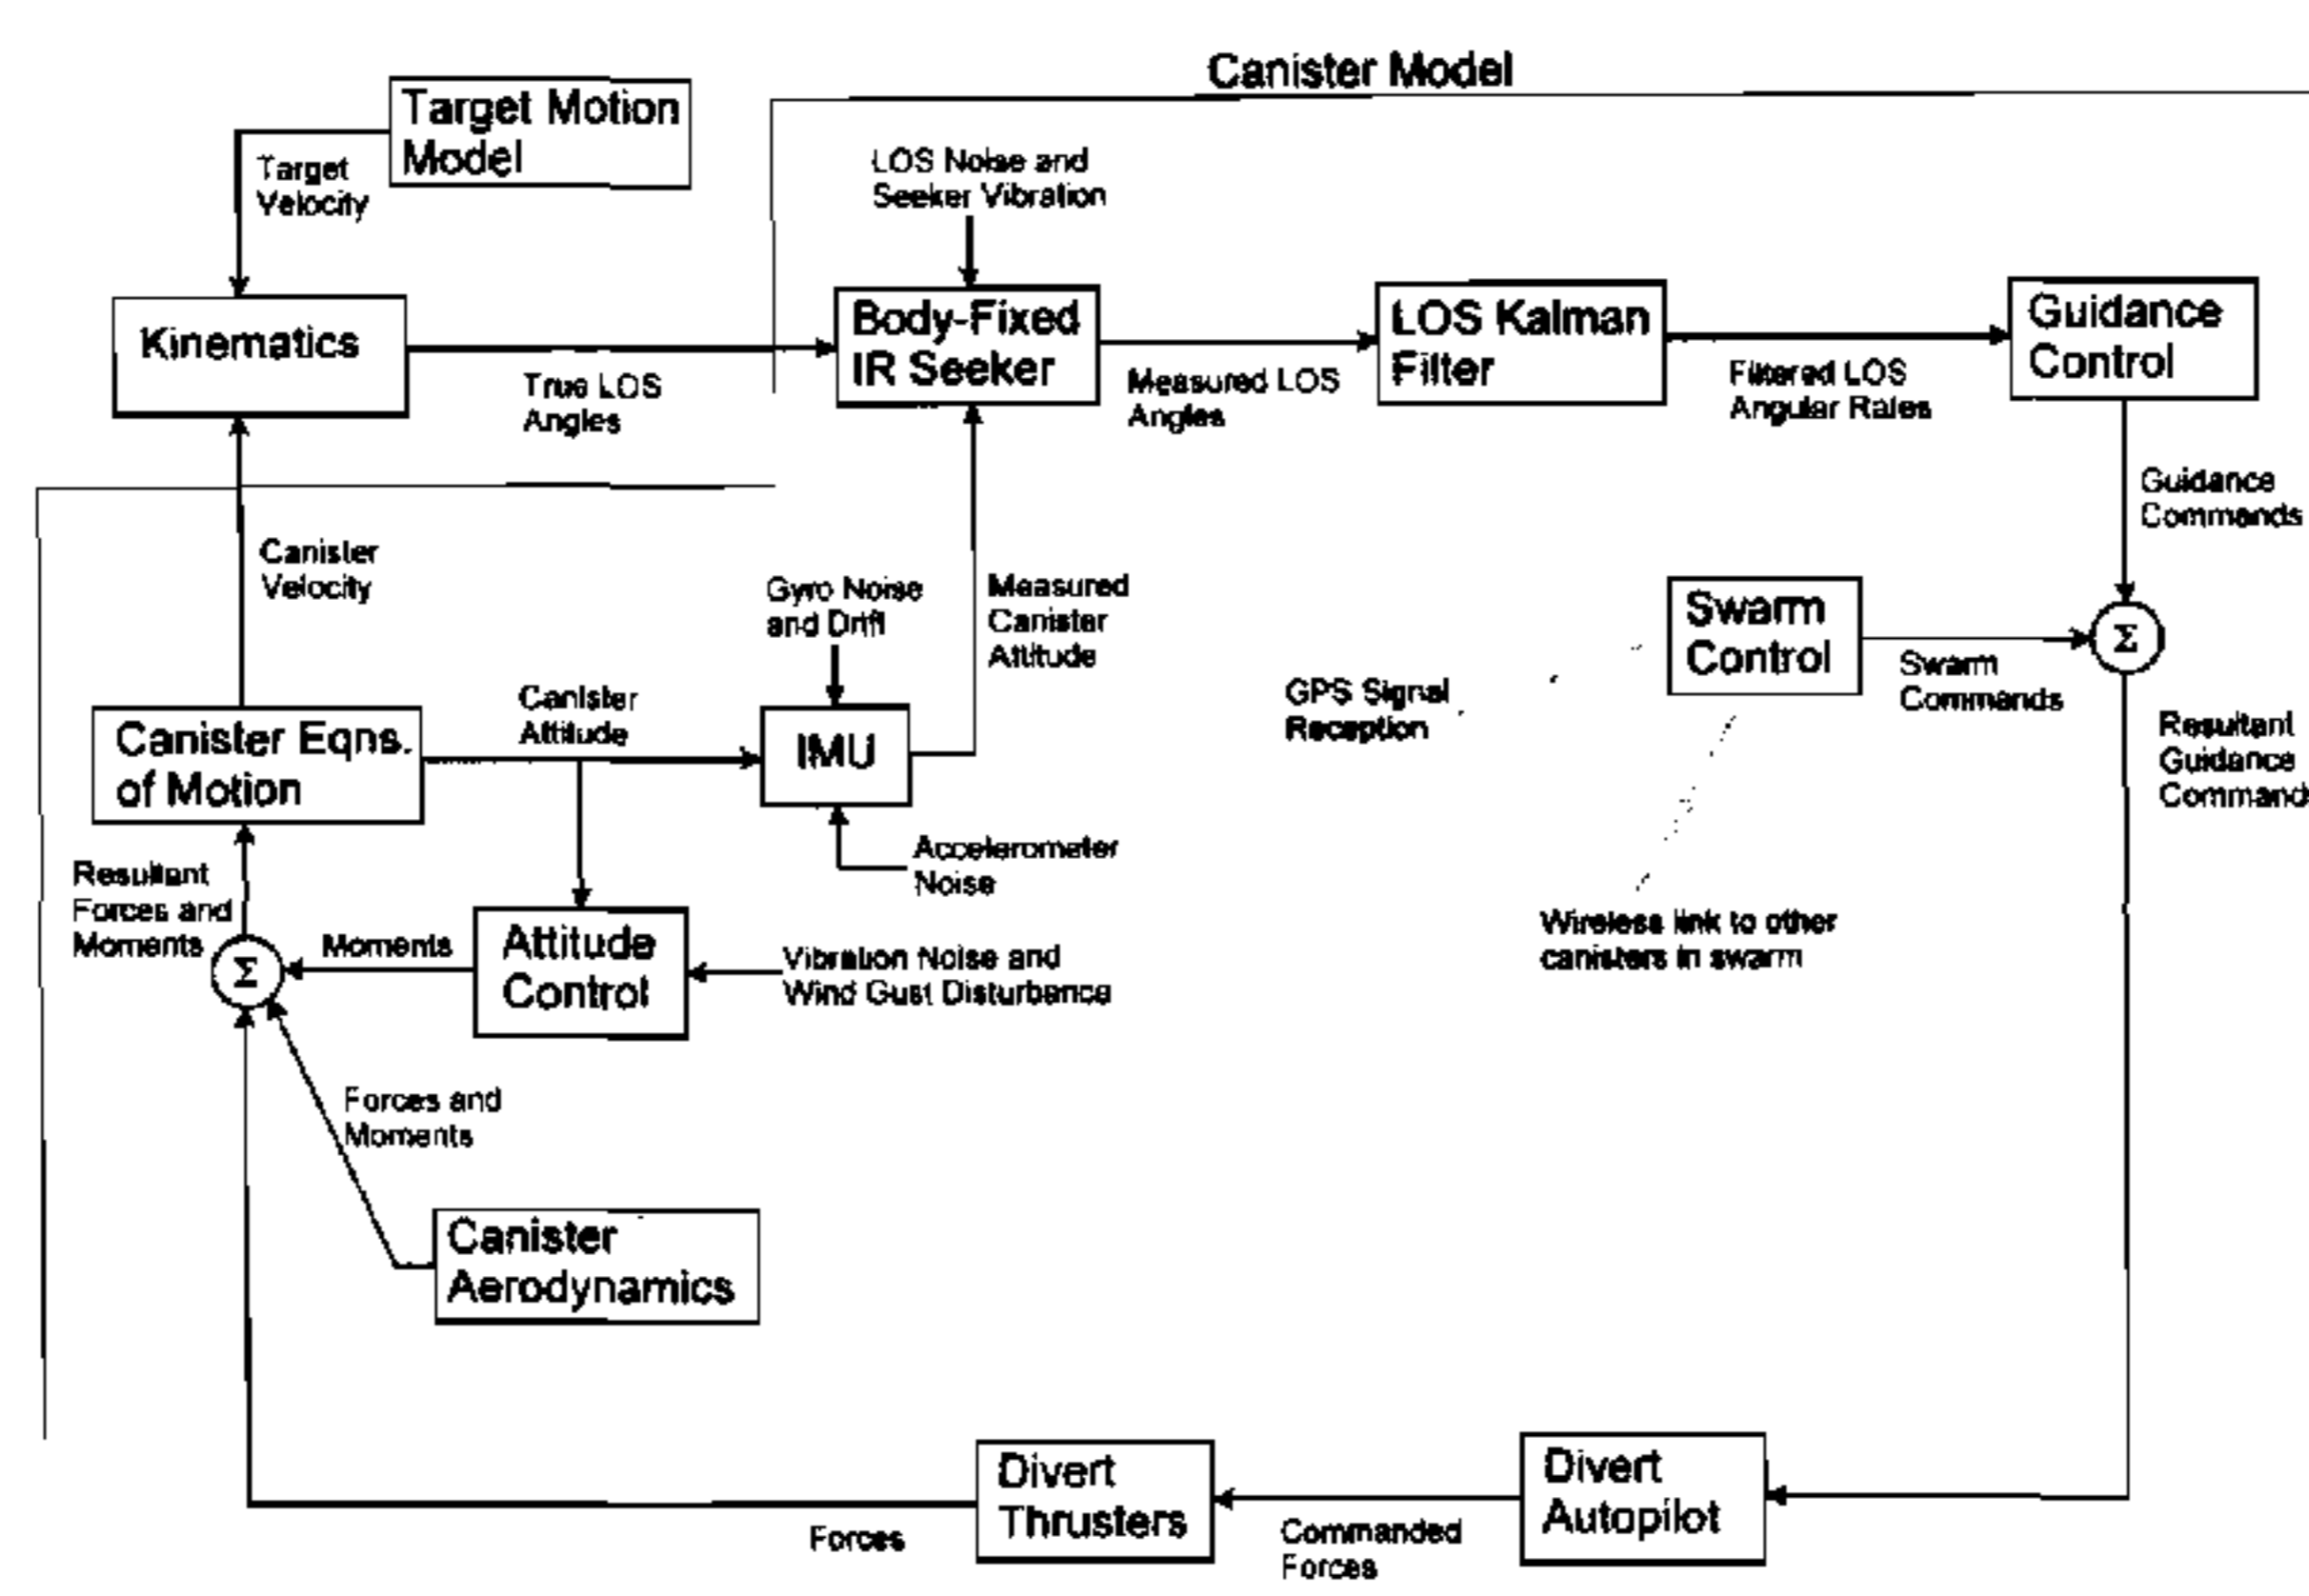 Canister Model
Target Motion
Model
Target
Velocity
LOS Noise and
Seeker Vibration
Kinematics
True LOS
Angles
Body-Fixed
IR Seeker
Measured LOS
Angles
LOS Kalman
Filter
Filtered LOS
Angular Rates
Guidance
Control
Guidance
Commands
Canister
Velocity
Gyro Noise
and Drift
Measured
Canister
Attitude
Swarm
Control
Σ
Swarm
Commands
GPS Signal
Reception
Canister
Attitude
Canister Eqns.
of Motion
IMU
Resultant
Guidance
Command
Accelerometer
Noise
Resultant
Forces and
Moments
Σ
Moments
Attitude
Control
Vibration Noise and
Wind Gust Disturbance
Wireless link to other
canisters in swarm
Forces and
Moments
Canister
Aerodynamics
Divert
Thrusters
Divert
Autopilot
Forces
Commanded
Forces